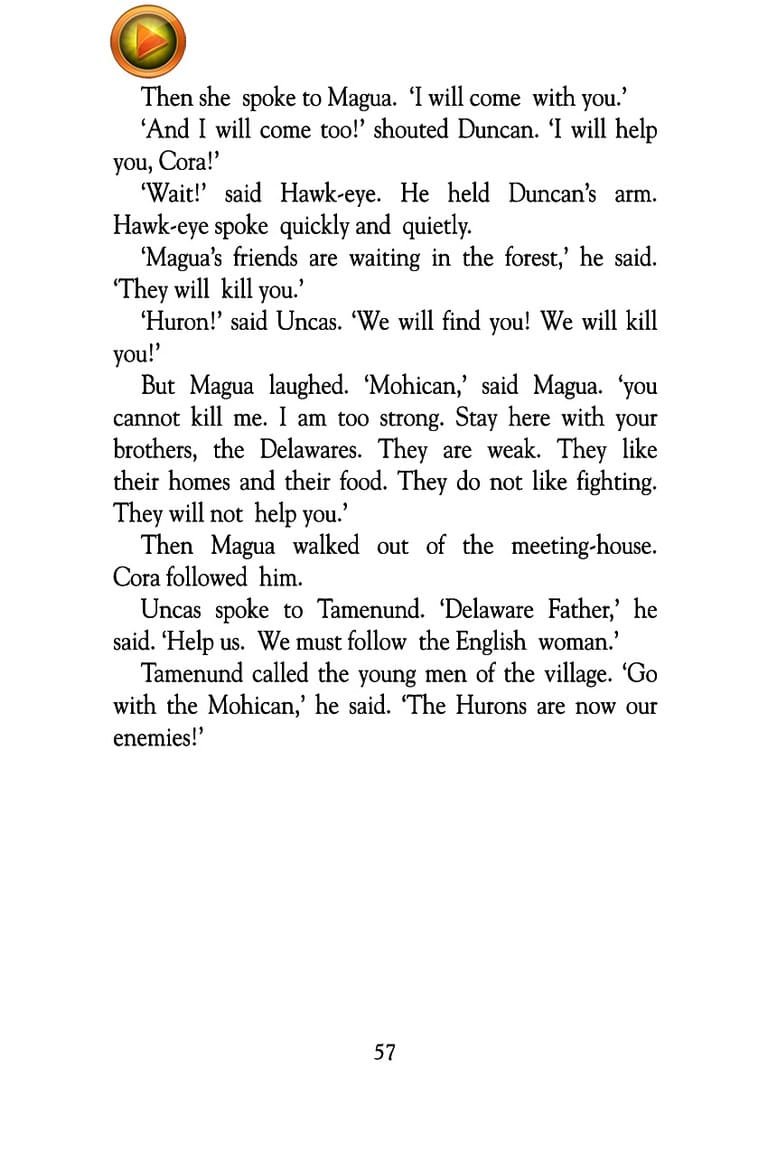 Then she spoke to Magua. ‘I will come with you.’
‘And I will come too!’ shouted Duncan. ‘I will help
you, Cora!’
‘Wait!’ said Hawk-eye. He held Duncan’s arm.
Hawk-eye spoke quickly and quietly.
‘Magua’s friends are waiting in the forest,’ he said.
‘They will kill you.’
‘Huron!’ said Uncas. ‘We will find you! We will kill
you!’
But Magua laughed. ‘Mohican,’ said Magua. ‘you
cannot kill me. I am too strong. Stay here with your
brothers, the Delawares. They are weak. They like
their homes and their food. They do not like fighting.
They will not help you.’
Then Magua walked out of the meeting-house.
Cora followed him.
Uncas spoke to Tamenund. ‘Delaware Father,’ he
said. ‘Help us. We must follow the English woman.’
Tamenund called the young men of the village. ‘Go
with the Mohican,’ he said. ‘The Hurons are now our
enemies!’
57